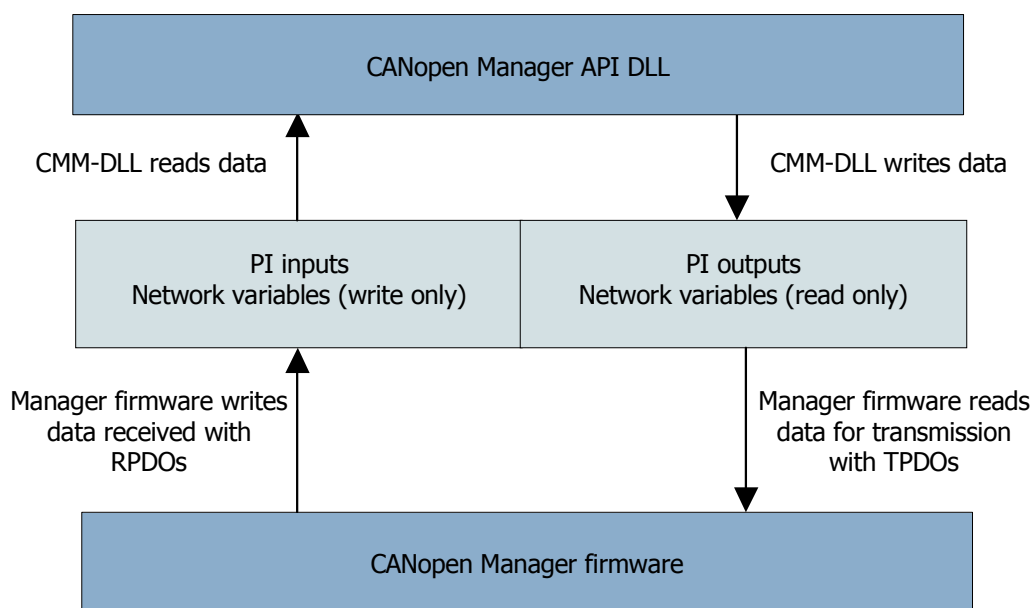 CANopen Manager API DLL
CMM-DLL reads data
CMM-DLL writes data
PI inputs
Network variables (write only)
PI outputs
Network variables (read only)
Manager firmware writes
data received with
RPDOs
Manager firmware reads
data for transmission
with TPDOs
CANopen Manager firmware